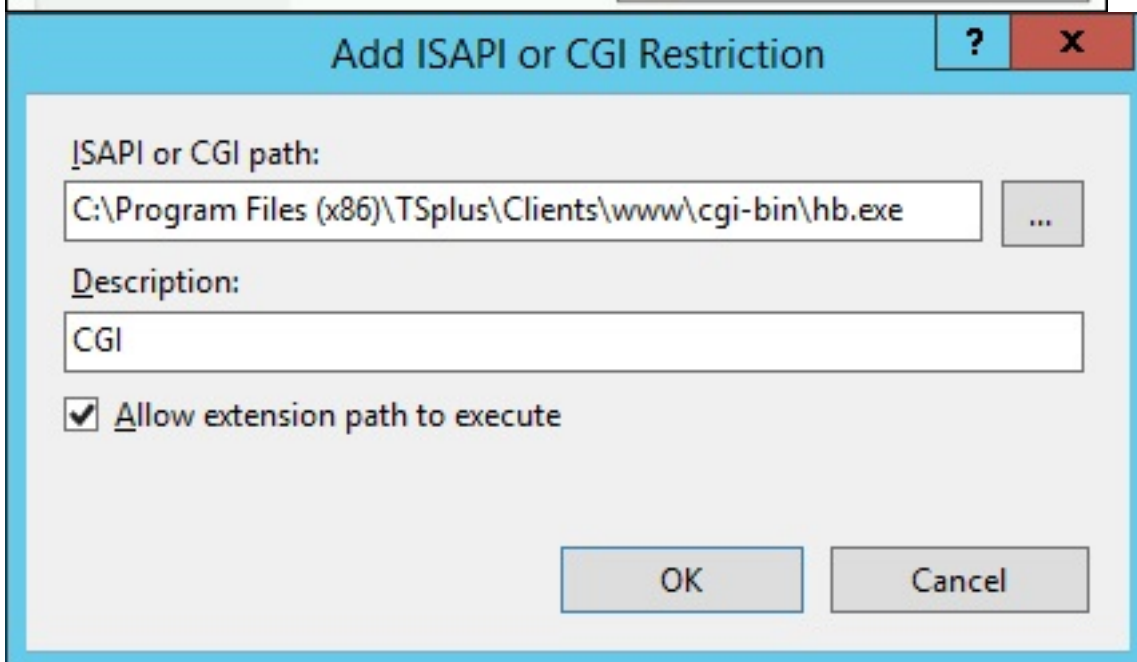 Add ISAPI or CGI Restriction
? x
ISAPI or CGI path:
C:\Program Files (x86)\TSplus\Clients\www\cgi-bin\hb.exe
...
Description:
CGI
Allow extension path to execute
OK
Cancel